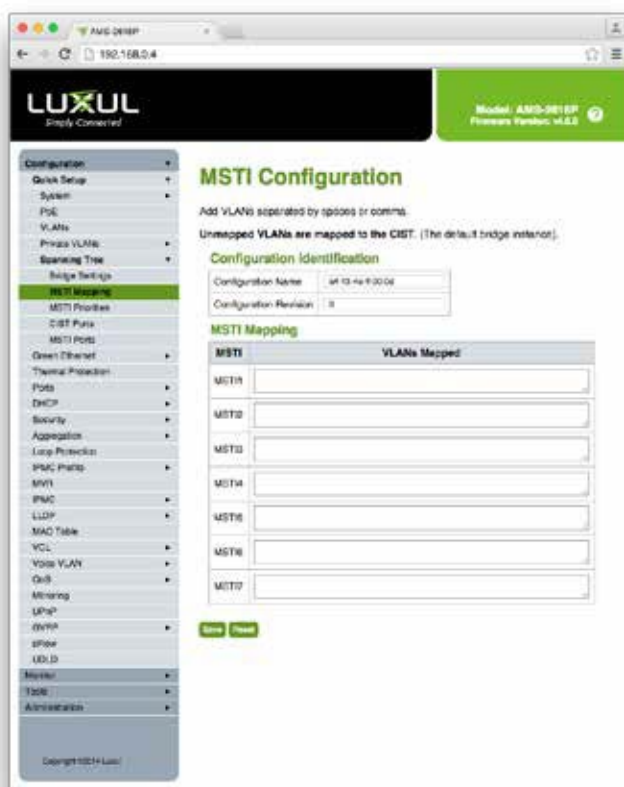 AMS-2616P
192.168.0.4
LUXUL
Simply Connected
Model: AMS-2616P
Configuration
Quick Setup
System
PoE
VLANs
Private VLANs
Spanning Tree
Bridge Settings
MSTI Mapping
MSTI Priorities
CIST Ports
MSTI Ports
Green Ethernet
Thermal Protection
Ports
DHCP
Security
Aggregation
Loop Protection
IPMC Profile
MVR
IPMC
LLDP
MAC Table
VCL
Voice VLAN
QoS
Mirroring
UPnP
GVRP
sFlow
UDLD
Monitor
Tools
Administration
Copyright ©2014 Luxul
MSTI Configuration
Add VLANs separated by spaces or comma.
Unmapped VLANs are mapped to the CIST. (The default bridge instance).
Configuration Identification
Configuration Name
Configuration Revision 0
MSTI Mapping
MSTI VLANs Mapped
MSTI1
MSTI2
MSTI3
MSTI4
MSTI5
MSTI6
MSTI7
Save Reset